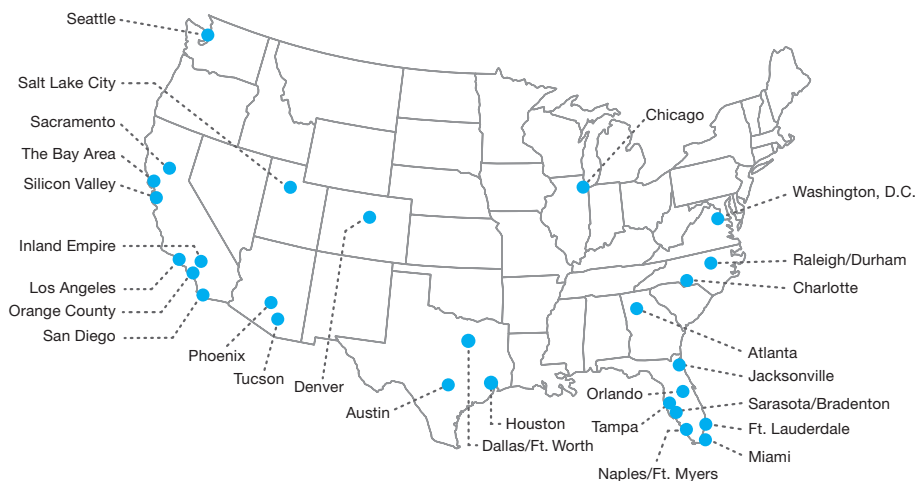 Seattle
Salt Lake City
Sacramento
The Bay Area
Silicon Valley
Inland Empire
Los Angeles
Orange County
San Diego
Phoenix
Tucson
Denver
Austin
Houston
Dallas/Ft. Worth
Chicago
Washington, D.C.
Raleigh/Durham
Charlotte
Atlanta
Jacksonville
Orlando
Sarasota/Bradenton
Tampa
Ft. Lauderdale
Miami
Naples/Ft. Myers